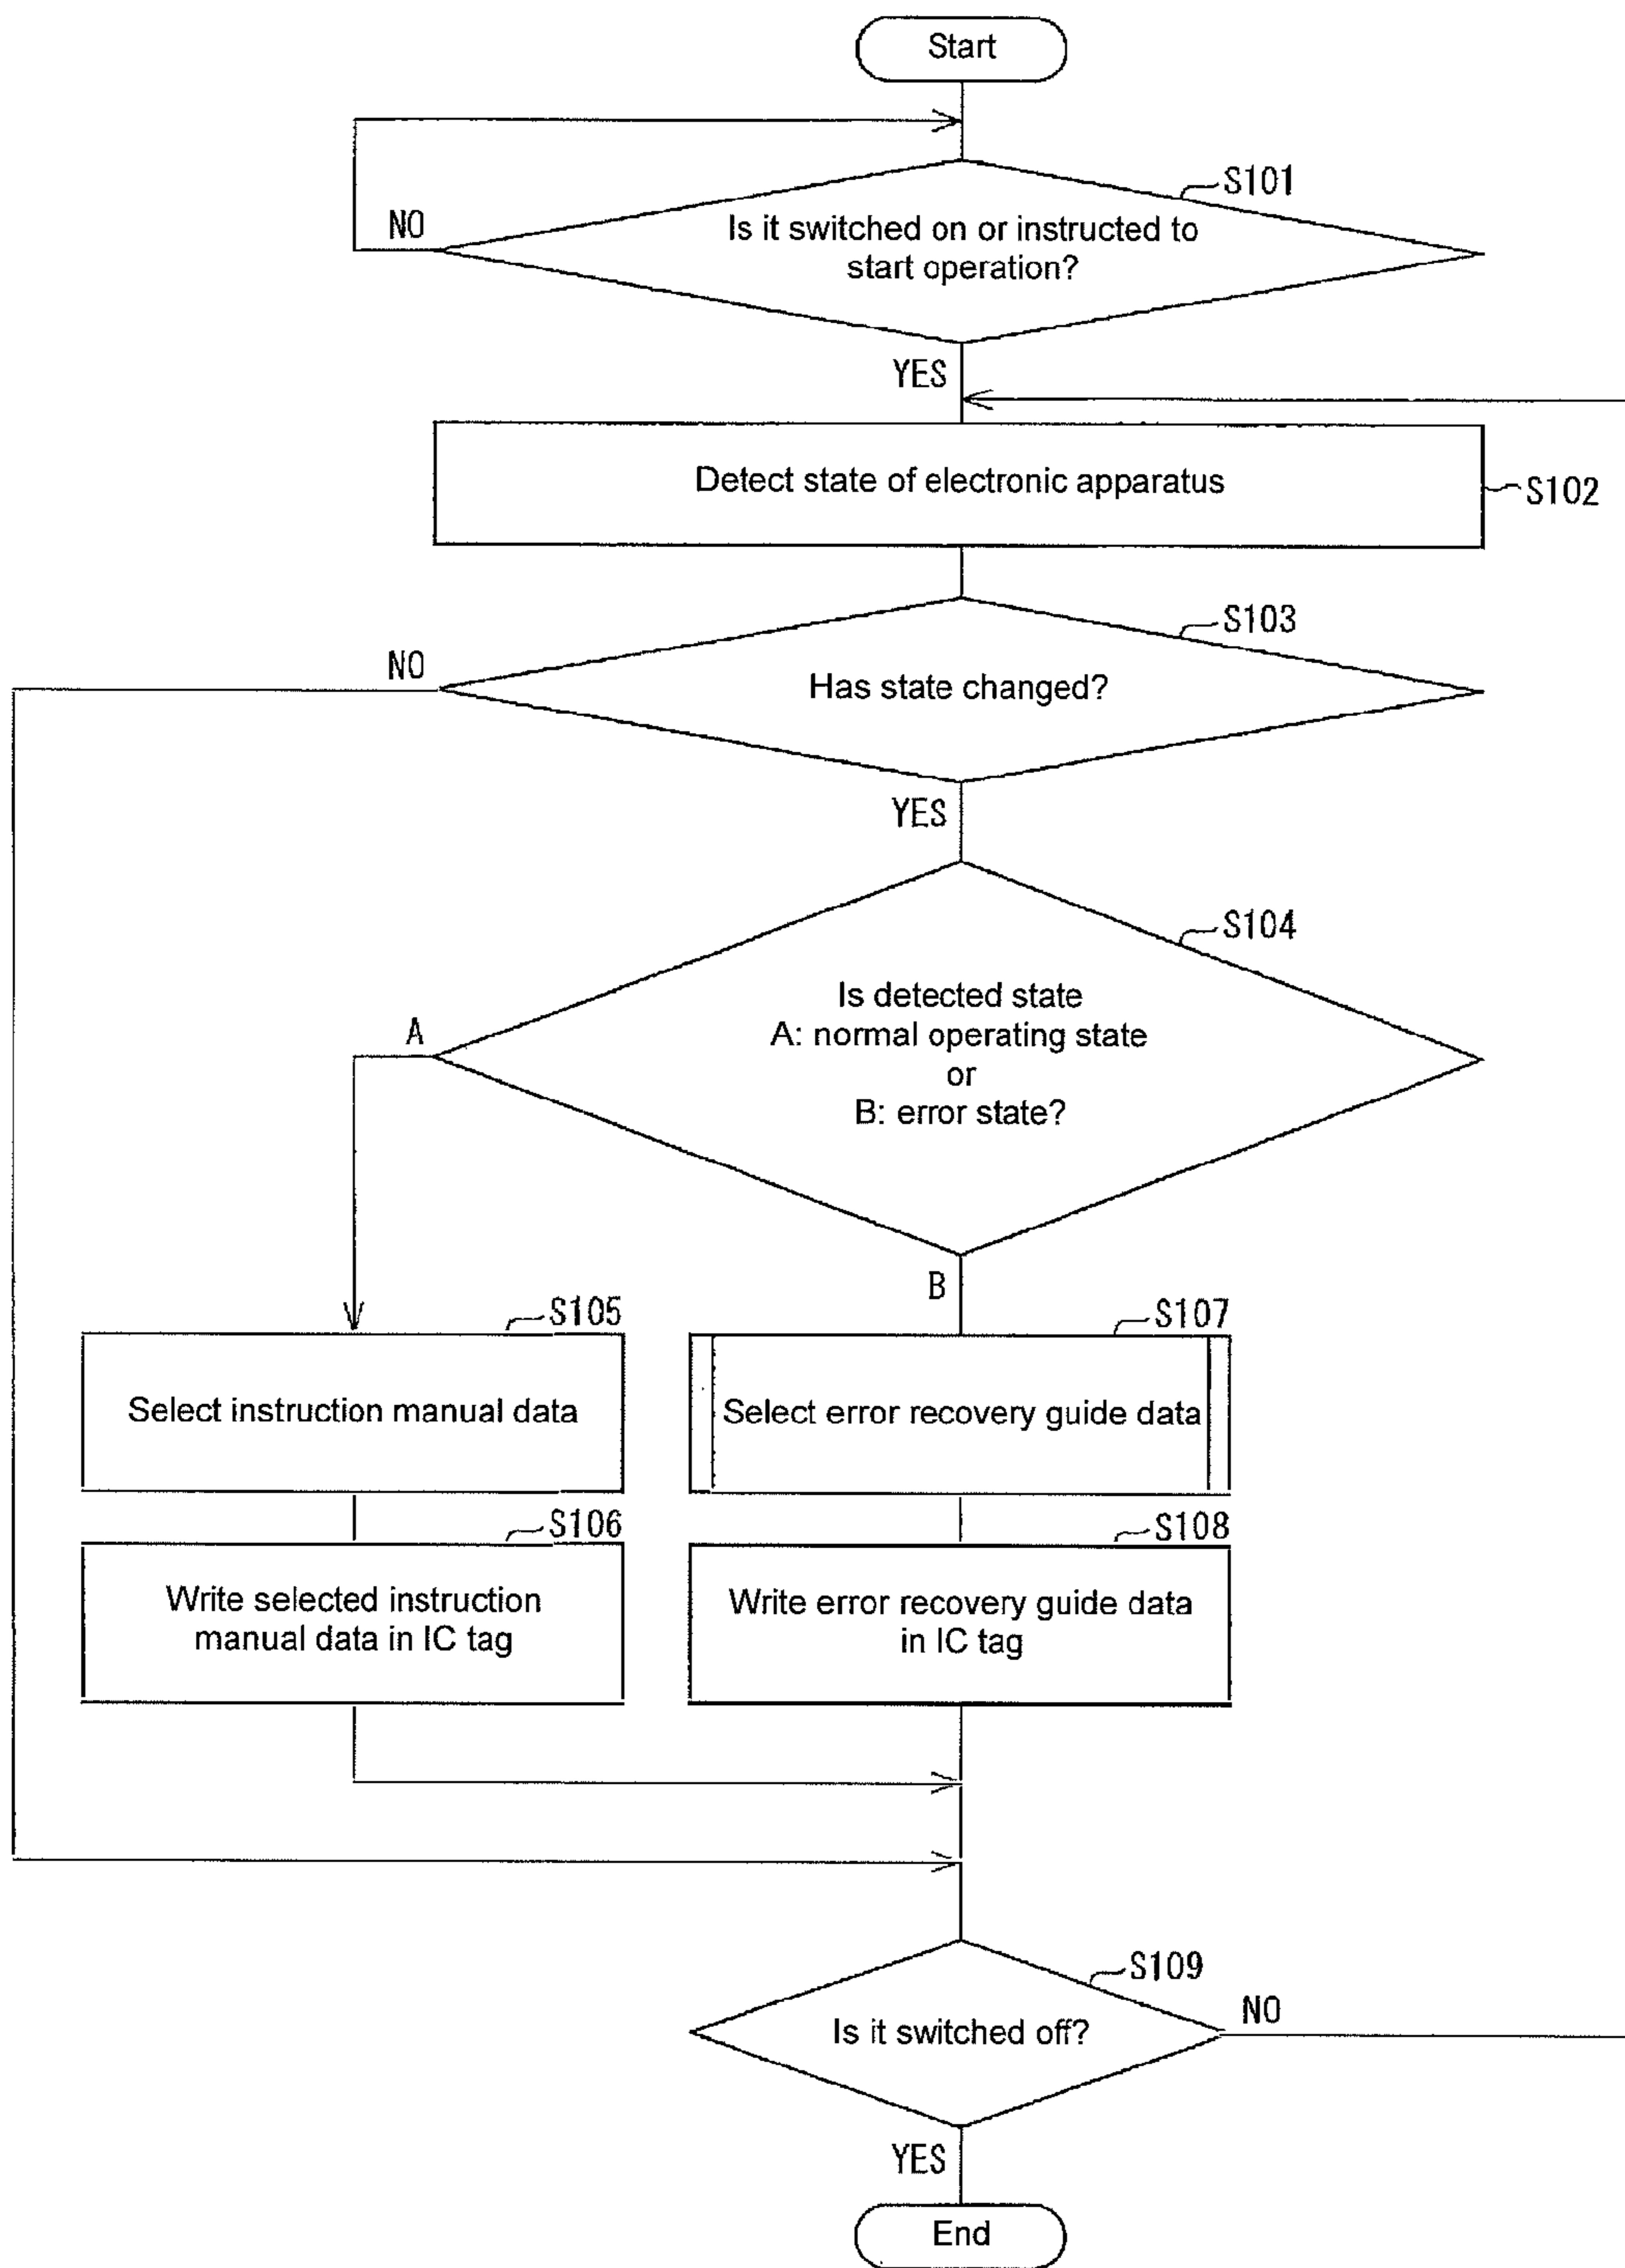 Start
S101
NO
Is it switched on or instructed to
start operation?
YES
Detect state of electronic apparatus
S102
S103
NO
Has state changed?
YES
S104
Is detected state
A: normal operating state
or
B: error state?
A
B
S105
S107
Select instruction manual data
Select error recovery guide data
S106
S108
Write selected instruction
manual data in IC tag
Write error recovery guide data
in IC tag
S109
Is it switched off?
NO
YES
End